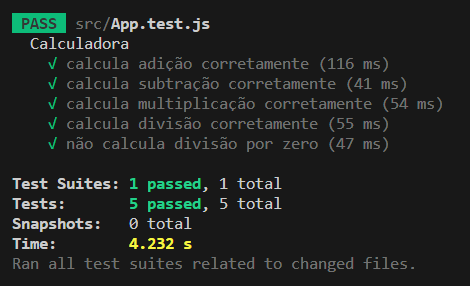 PASS src/App.test.js
Calculadora
√ calcula adição corretamente (116 ms)
√ calcula subtração corretamente (41 ms)
√ calcula multiplicação corretamente (54 ms)
√ calcula divisão corretamente (55 ms)
√ não calcula divisão por zero (47 ms)
Test Suites: 1 passed, 1 total
Tests: 5 passed, 5 total
Snapshots: 0 total
Time: 4.232 s
Ran all test suites related to changed files.